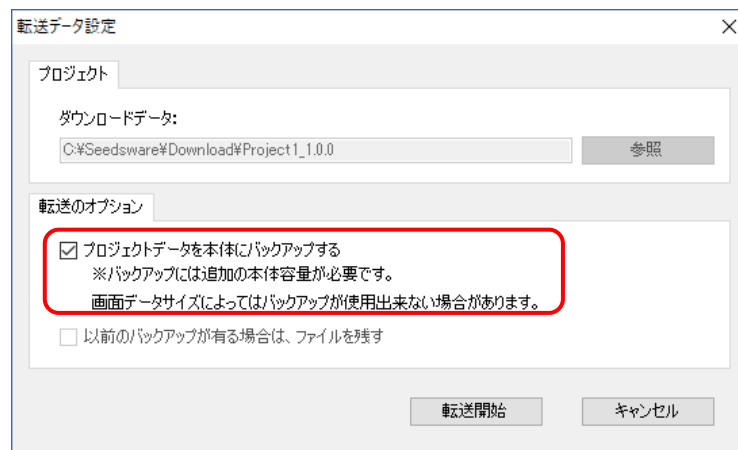 転送データ設定
プロジェクト
ダウンロードデータ:
C:¥Seedsware¥Download¥Project1_1.0.0
参照
転送のオプション
プロジェクトデータを本体にバックアップする
※バックアップには追加の本体容量が必要です。
画面データサイズによってはバックアップが使用出来ない場合があります。
以前のバックアップが有る場合は、ファイルを残す
転送開始
キャンセル